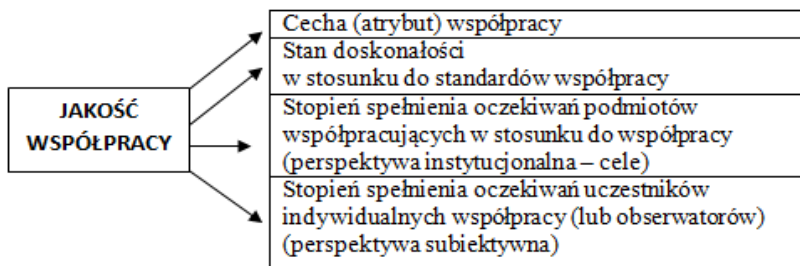 JAKOŚĆ
WSPÓŁPRACY
Cecha (atrybut) współpracy
Stan doskonałości
w stosunku do standardów współpracy
Stopień spełnienia oczekiwań podmiotów
współpracujących w stosunku do współpracy
(perspektywa instytucjonalna – cele)
Stopień spełnienia oczekiwań uczestników
indywidualnych współpracy (lub obserwatorów)
(perspektywa subiektywna)